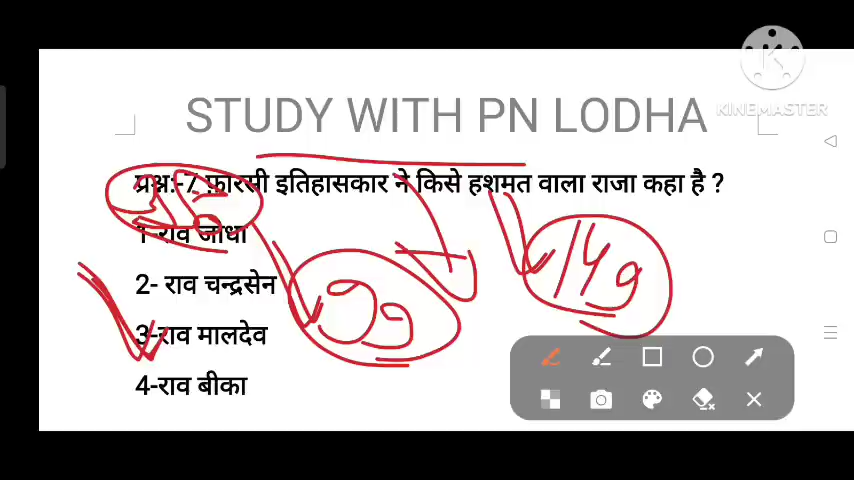 KINEMASTER
STUDY WITH PN LODHA
प्रश्न:-7 फ़ारसी इतिहासकार ने किसे हशमत वाला राजा कहा है ?
1-राव जोधा
2- राव चन्द्रसेन
3-राव मालदेव
4-राव बीका